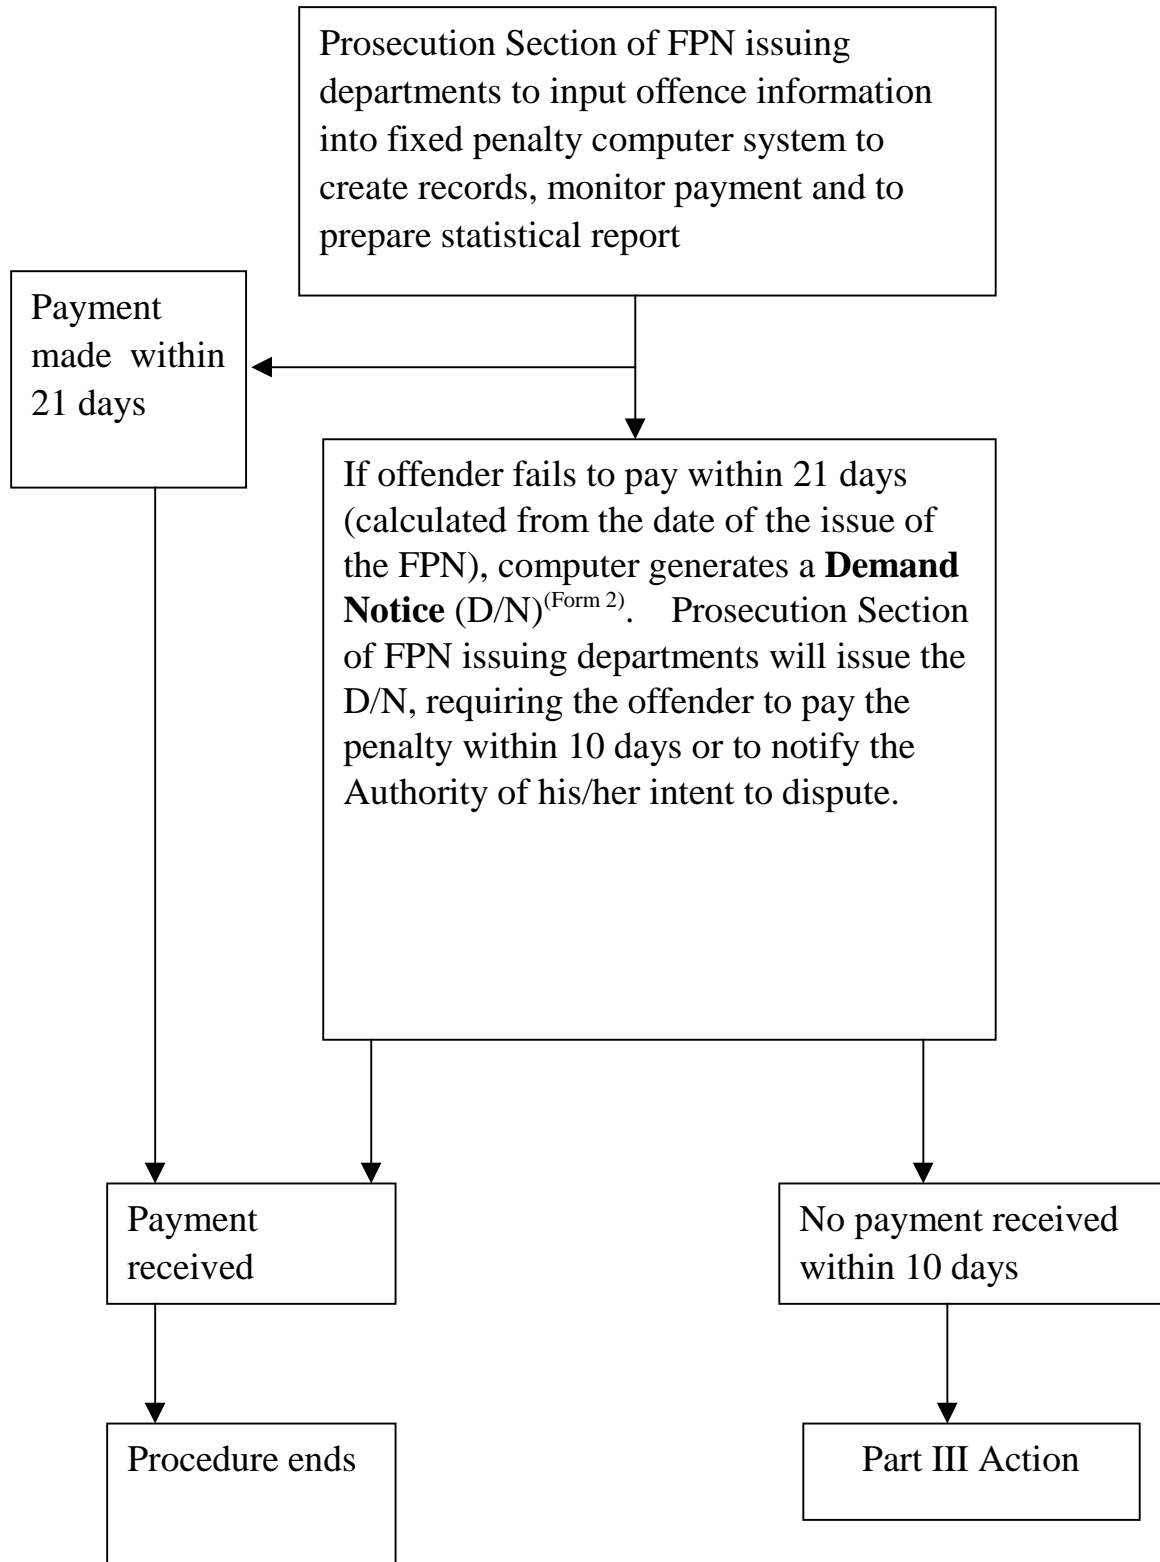 Prosecution Section of FPN issuing
departments to input offence information
into fixed penalty computer system to
create records, monitor payment and to
prepare statistical report
Payment
made within
21 days
If offender fails to pay within 21 days
(calculated from the date of the issue of
the FPN), computer generates a Demand
Notice (D/N)(Form 2). Prosecution Section
of FPN issuing departments will issue the
D/N, requiring the offender to pay the
penalty within 10 days or to notify the
Authority of his/her intent to dispute.
Payment
received
No payment received
within 10 days
Procedure ends
Part III Action